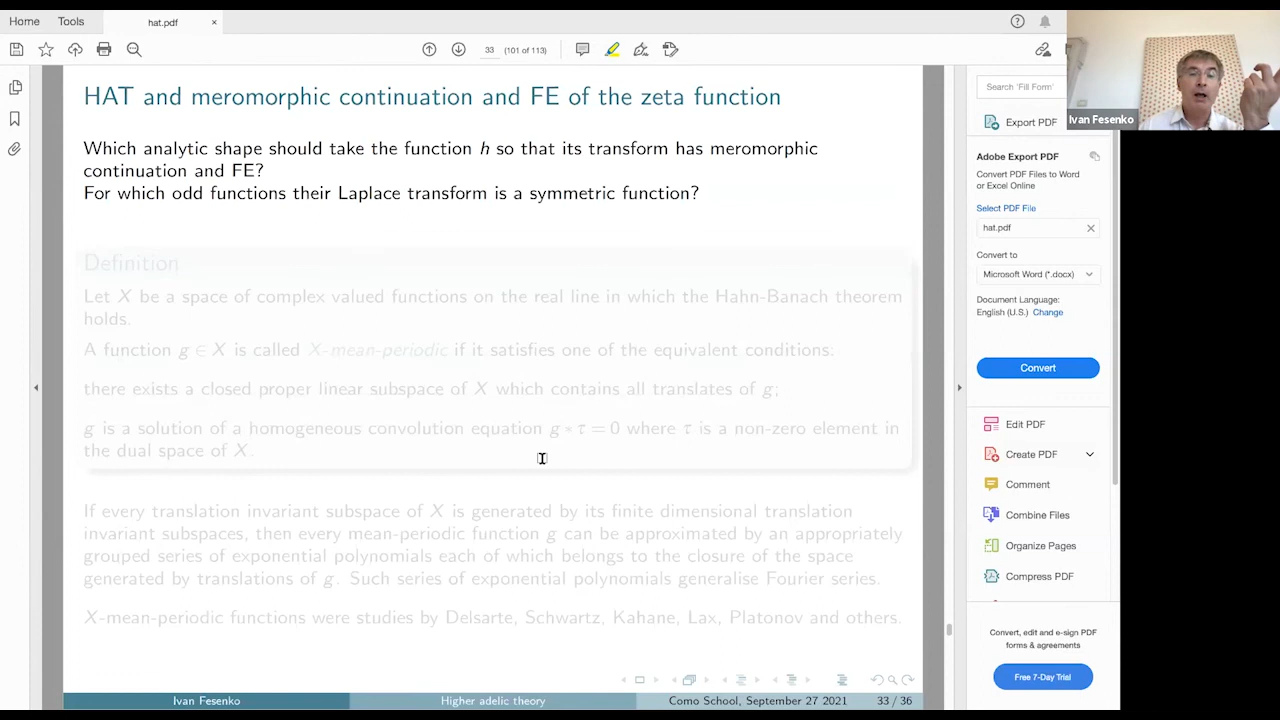 Home
Tools
hat.pdf
×
33 (101 of 113)
HAT and meromorphic continuation and FE of the zeta function
Which analytic shape should take the function h so that its transform has meromorphic
continuation and FE?
For which odd functions their Laplace transform is a symmetric function?
Definition
Let X be a space of complex valued functions on the real line in which the Hahn-Banach theorem
holds.
A function g ∈ X is called X-mean-periodic if it satisfies one of the equivalent conditions:
there exists a closed proper linear subspace of X which contains all translates of g;
g is a solution of a homogeneous convolution equation g ∗ τ = 0 where τ is a non-zero element in
the dual space of X.
If every translation invariant subspace of X is generated by its finite dimensional translation
invariant subspaces, then every mean-periodic function g can be approximated by an appropriately
grouped series of exponential polynomials each of which belongs to the closure of the space
generated by translations of g. Such series of exponential polynomials generalise Fourier series.
X-mean-periodic functions were studies by Delsarte, Schwartz, Kahane, Lax, Platonov and others.
Ivan Fesenko
Higher adelic theory
Como School, September 27 2021
33 / 36
Search 'Fill Form'
Export PDF
Adobe Export PDF
Convert PDF Files to Word
or Excel Online
Select PDF File
hat.pdf
Convert to
Microsoft Word (*.docx)
Document Language:
English (U.S.) Change
Convert
Edit PDF
Create PDF
Comment
Combine Files
Organize Pages
Compress PDF
Convert, edit and e-sign PDF
forms & agreements
Free 7-Day Trial
Ivan Fesenko